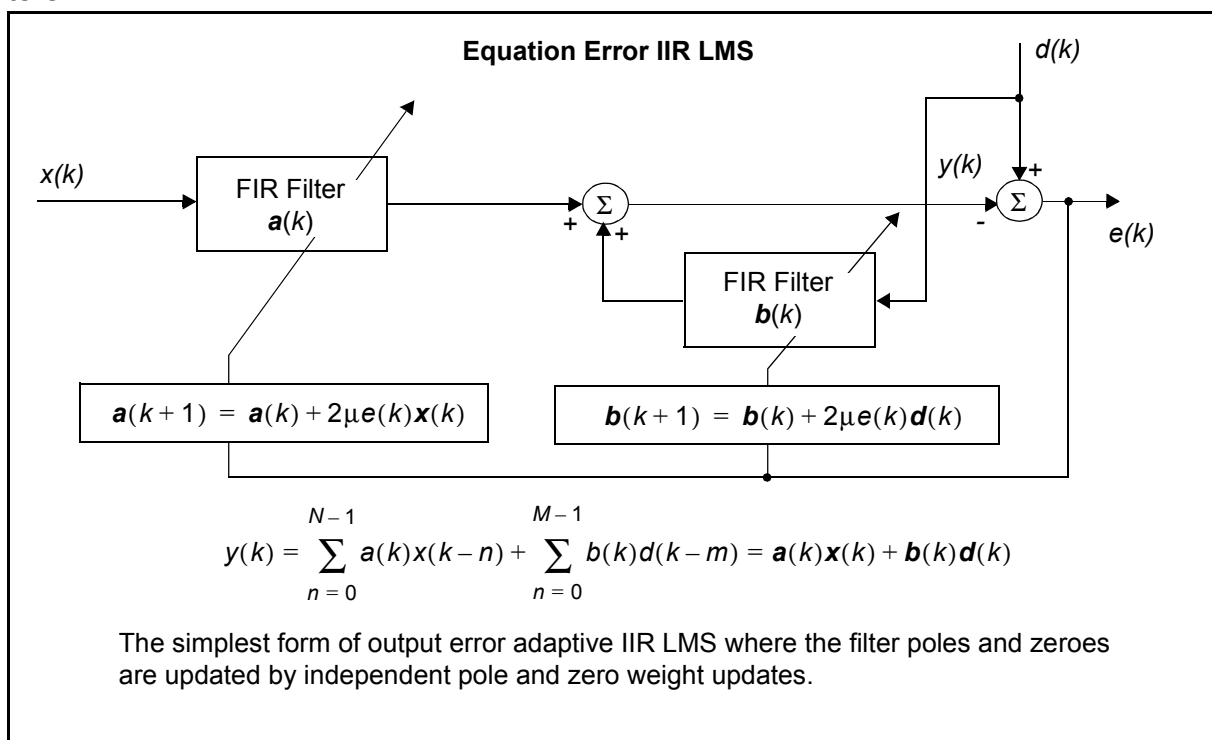 Equation Error IIR LMS
d(k)
x(k)
FIR Filter
a(k)
Σ
+
+
y(k)
+
Σ
-
e(k)
FIR Filter
b(k)
a(k + 1) = a(k) + 2μe(k)x(k)
b(k + 1) = b(k) + 2μe(k)d(k)
N – 1 M – 1
y(k) = ∑ a(k)x(k – n) + ∑ b(k)d(k – m) = a(k)x(k) + b(k)d(k)
n = 0 n = 0
The simplest form of output error adaptive IIR LMS where the filter poles and zeroes
are updated by independent pole and zero weight updates.